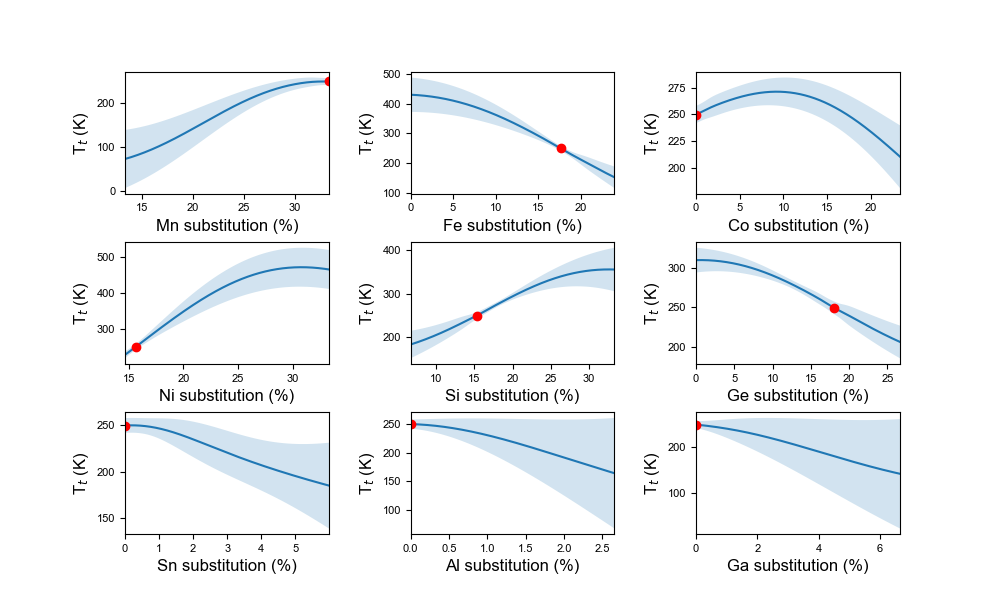 T_t (K)
200
100
0
15 20 25 30
Mn substitution (%)
T_t (K)
500
400
300
200
100
0 5 10 15 20
Fe substitution (%)
T_t (K)
275
250
225
200
0 5 10 15 20
Co substitution (%)
T_t (K)
500
400
300
15 20 25 30
Ni substitution (%)
T_t (K)
400
300
200
10 15 20 25 30
Si substitution (%)
T_t (K)
300
250
200
0 5 10 15 20 25
Ge substitution (%)
T_t (K)
250
200
150
0 1 2 3 4 5
Sn substitution (%)
T_t (K)
250
200
150
100
0.0 0.5 1.0 1.5 2.0 2.5
Al substitution (%)
T_t (K)
200
100
0 2 4 6
Ga substitution (%)